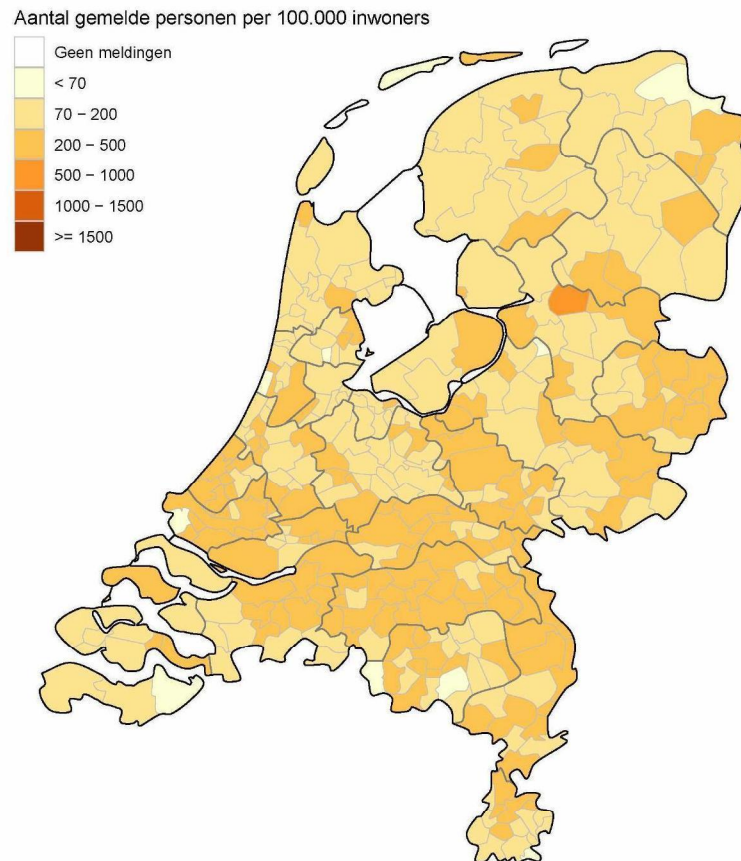 Aantal gemelde personen per 100.000 inwoners
Geen meldingen
< 70
70 − 200
200 − 500
500 − 1000
1000 − 1500
>= 1500